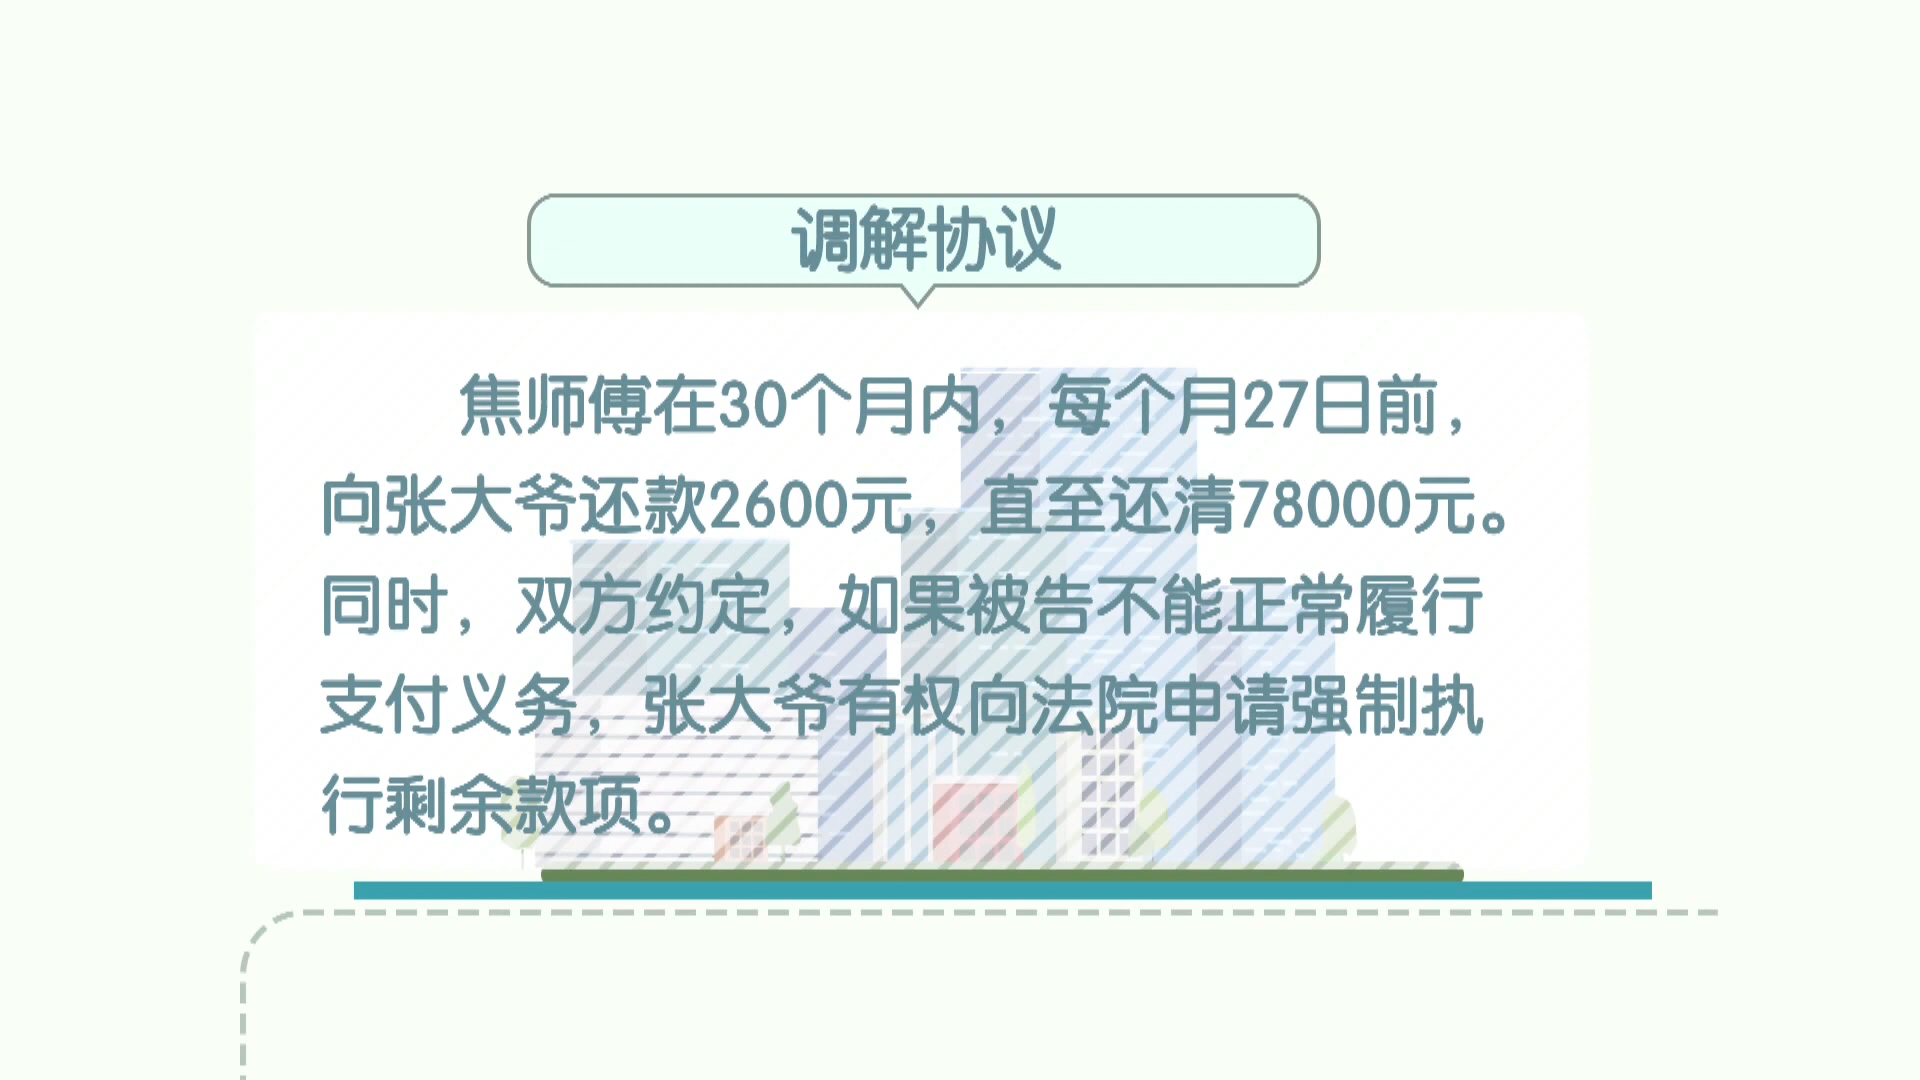 调解协议
焦师傅在30个月内，每个月27日前，
向张大爷还款2600元，直至还清78000元。
同时，双方约定，如果被告不能正常履行
支付义务，张大爷有权向法院申请强制执
行剩余款项。